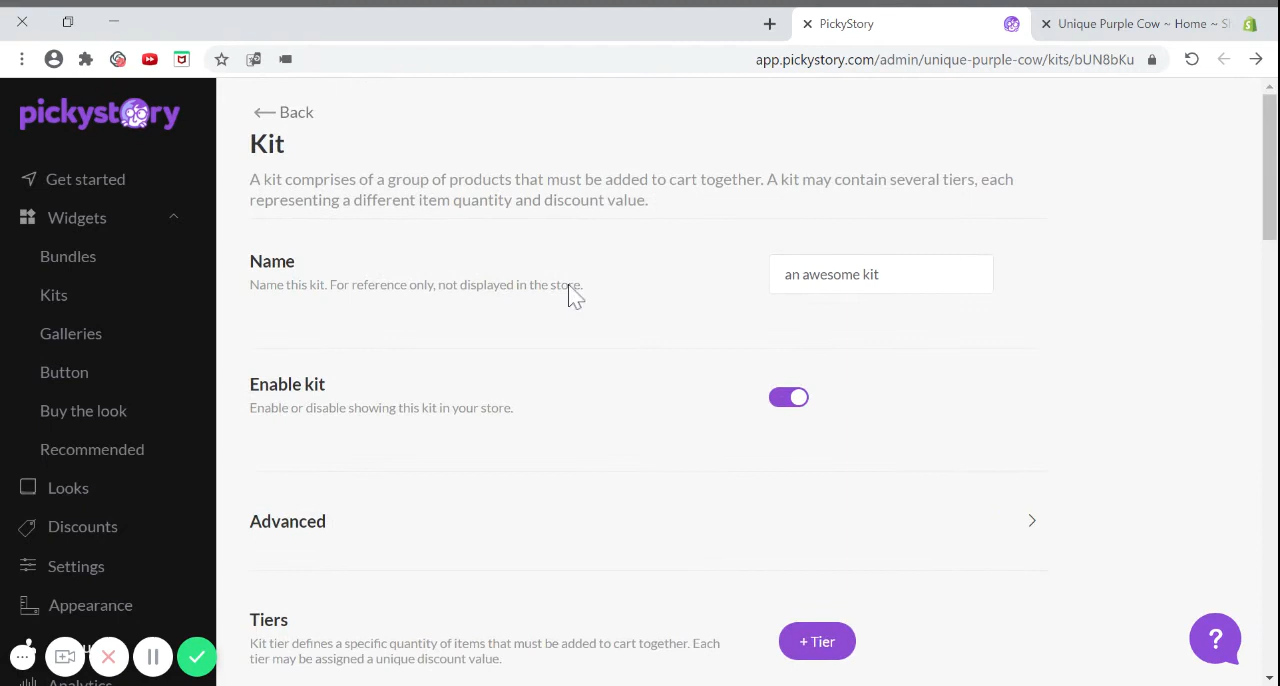 PickyStory
Unique Purple Cow ~ Home ~ S
app.pickystory.com/admin/unique-purple-cow/kits/bUN8bKu
pickystory
Get started
Widgets
Bundles
Kits
Galleries
Button
Buy the look
Recommended
Looks
Discounts
Settings
Appearance
Analytics
Back
Kit
A kit comprises of a group of products that must be added to cart together. A kit may contain several tiers, each
representing a different item quantity and discount value.
Name
Name this kit. For reference only, not displayed in the store.
an awesome kit
Enable kit
Enable or disable showing this kit in your store.
Advanced
Tiers
Kit tier defines a specific quantity of items that must be added to cart together. Each
tier may be assigned a unique discount value.
+ Tier
?